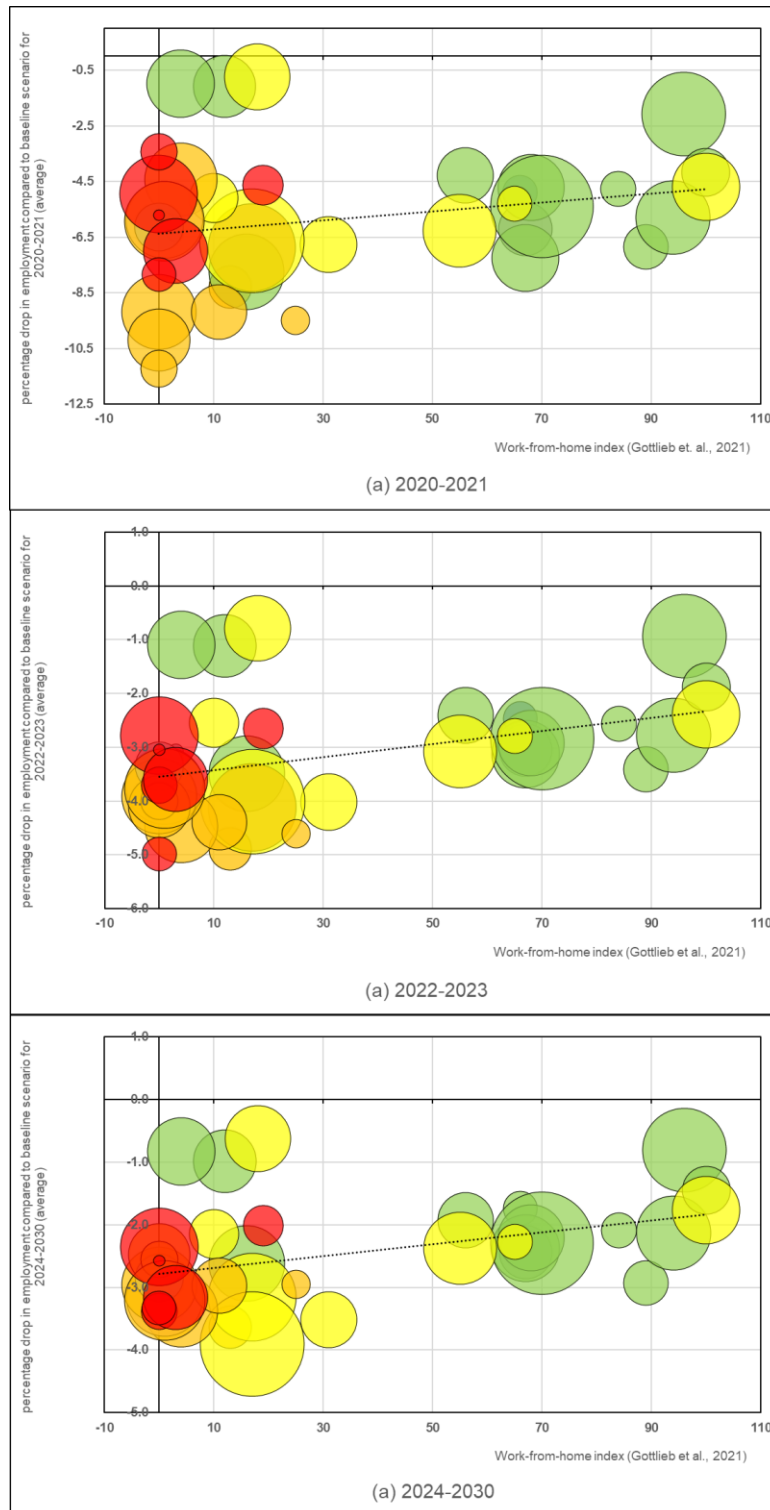 percentage drop in employment compared to baseline scenario for
2020-2021 (average)
-0.5
-2.5
-4.5
-6.5
-8.5
-10.5
-12.5
-10 10 30 50 70 90 110
Work-from-home index (Gottlieb et. al., 2021)
(a) 2020-2021
percentage drop in employment compared to baseline scenario for
2022-2023 (average)
1.0
0.0
-1.0
-2.0
-3.0
-4.0
-5.0
-6.0
-10 10 30 50 70 90 110
Work-from-home index (Gottlieb et al., 2021)
(a) 2022-2023
percentage drop in employment compared to baseline scenario for
2024-2030 (average)
1.0
0.0
-1.0
-2.0
-3.0
-4.0
-5.0
-10 10 30 50 70 90 110
Work-from-home index (Gottlieb et al., 2021)
(a) 2024-2030